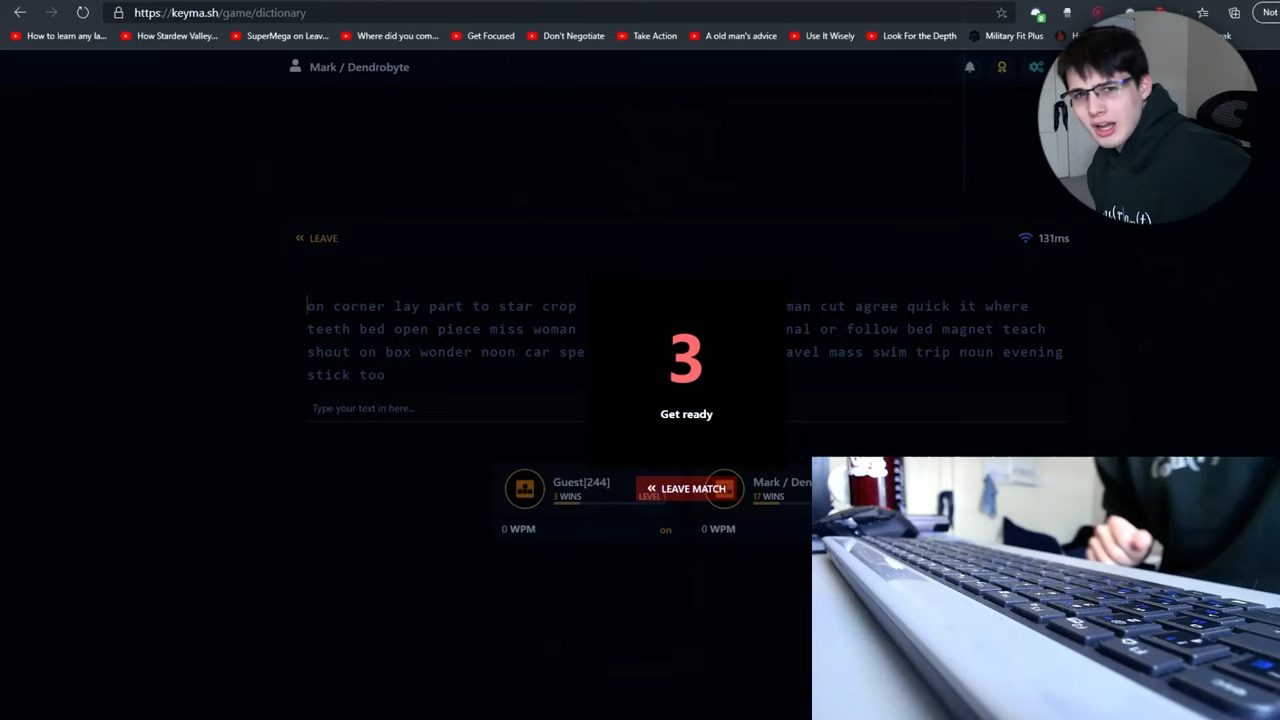 https://keyma.sh/game/dictionary
Not
How to learn any la...
How Stardew Valley...
SuperMega on Leav...
Where did you com...
Get Focused
Don't Negotiate
Take Action
A old man's advice
Use It Wisely
Look For the Depth
Military Fit Plus
Mark / Dendrobyte
LEAVE
131ms
on corner lay part to star crop man cut agree quick it where
teeth bed open piece miss woman nal or follow bed magnet teach
shout on box wonder noon car spe avel mass swim trip noun evening
stick too
3
Get ready
Type your text in here...
Guest[244]
3 WINS
LEVEL 1
LEAVE MATCH
Mark / Den
17 WINS
0 WPM
on
0 WPM